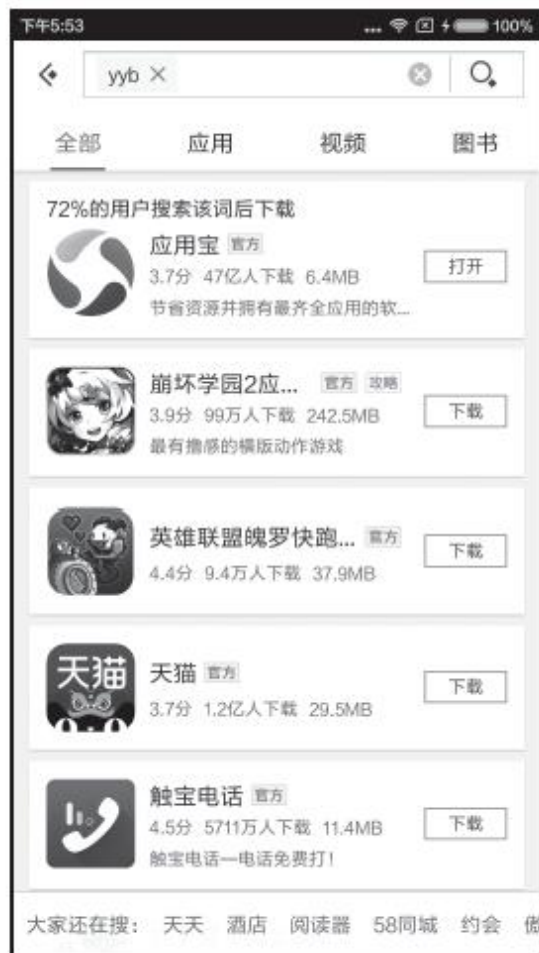 下午5:53 ... 100%
yyb ×
全部 应用 视频 图书
72%的用户搜索该词后下载
应用宝 官方
3.7分 47亿人下载 6.4MB
打开
节省资源并拥有最齐全应用的软...
崩坏学园2应... 官方 攻略
3.9分 99万人下载 242.5MB
下载
最有撸感的横版动作游戏
英雄联盟魄罗快跑... 官方
4.4分 9.4万人下载 37.9MB
下载
天猫
天猫 官方
3.7分 1.2亿人下载 29.5MB
下载
触宝电话 官方
4.5分 5711万人下载 11.4MB
下载
触宝电话—电话免费打!
大家还在搜: 天天 酒店 阅读器 58同城 约会